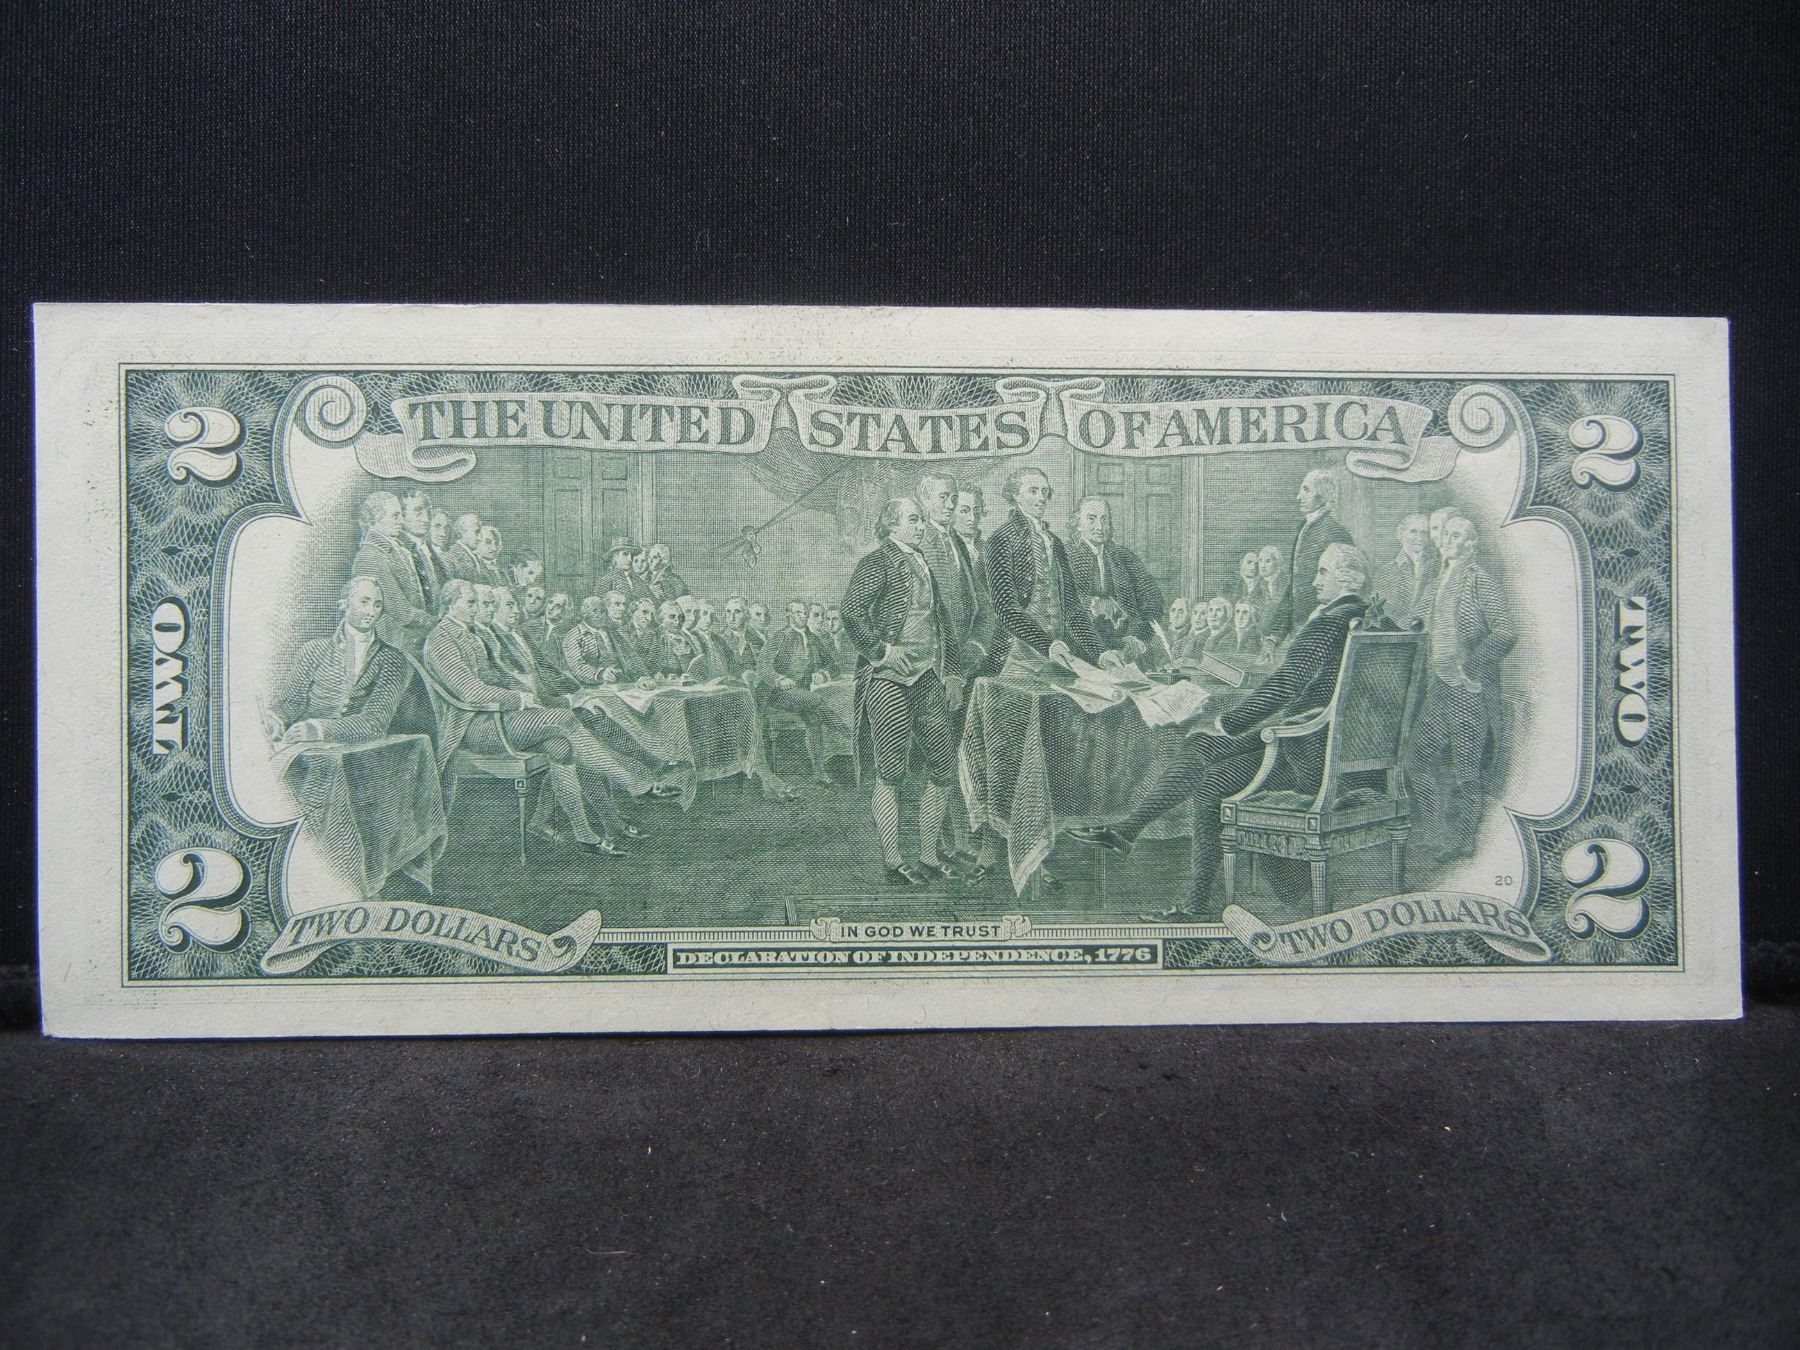 THE UNITED STATES OF AMERICA
2
2
TWO
TWO
2
2
20
TWO DOLLARS
TWO DOLLARS
IN GOD WE TRUST
DECLARATION OF INDEPENDENCE, 1776